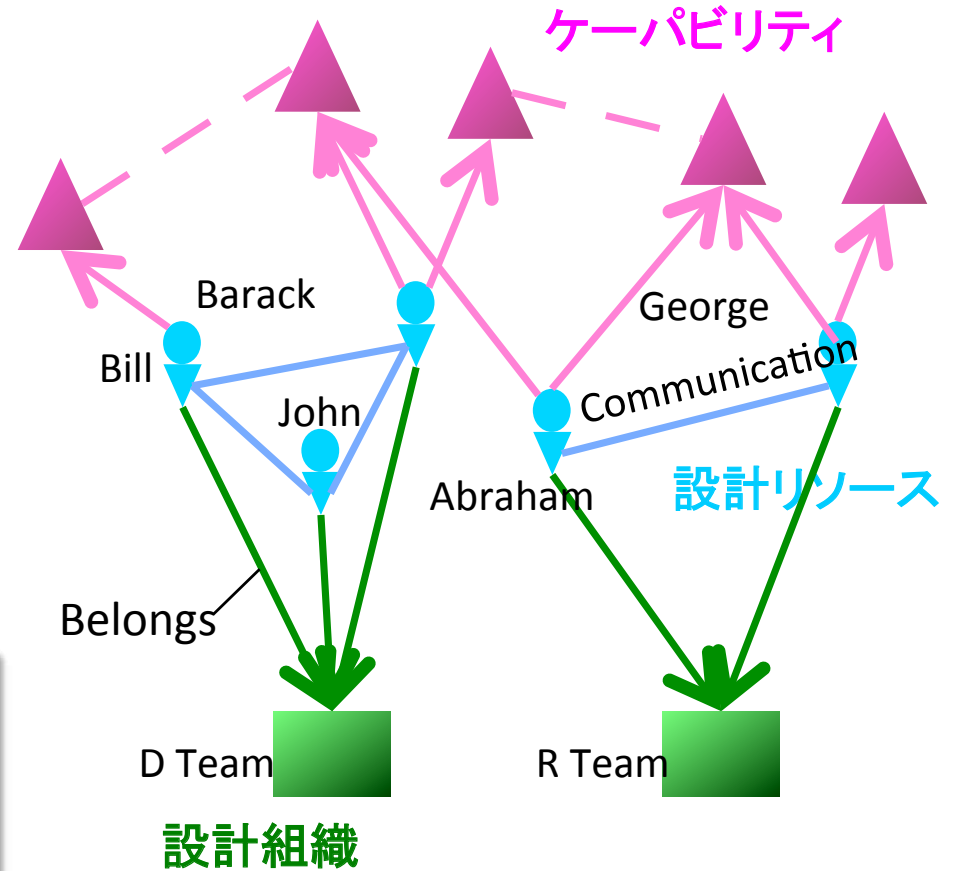 ケーパビリティ
Barack
George
Bill
Communication
John
Abraham
設計リソース
Belongs
D Team
R Team
設計組織